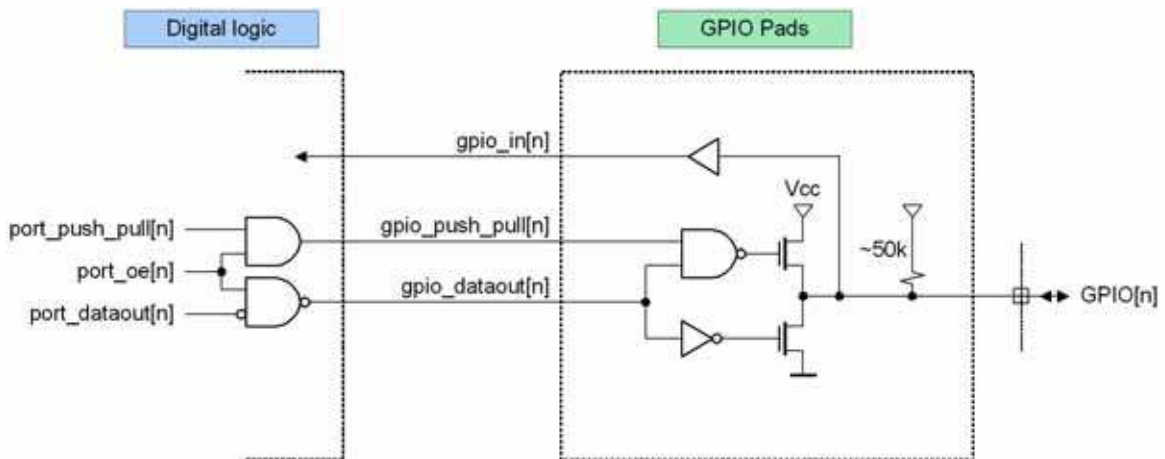 Digital logic
GPIO Pads
gpio_in[n]
Vcc
port_push_pull[n]
gpio_push_pull[n]
~50k
port_oe[n]
gpio_dataout[n]
GPIO[n]
port_dataout[n]